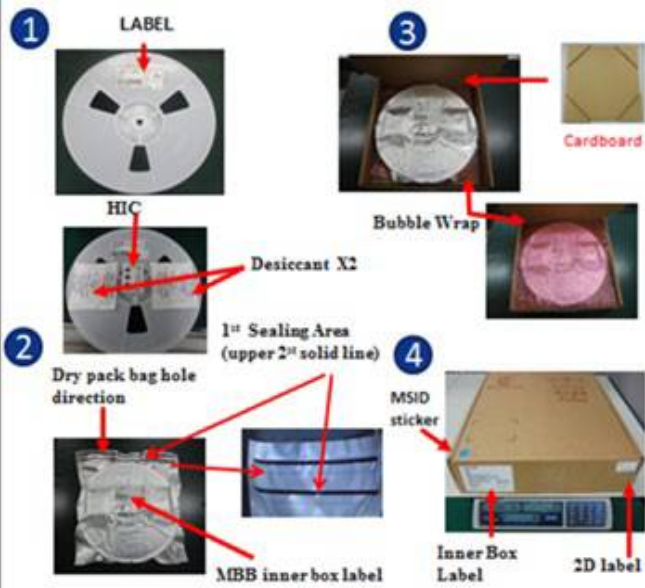 1
LABEL
HIC
Desiccant X2
2
Dry pack bag hole
direction
1st Sealing Area
(upper 2st solid line)
MBB inner box label
3
Cardboard
Bubble Wrap
4
MSID
sticker
Inner Box
Label
2D label